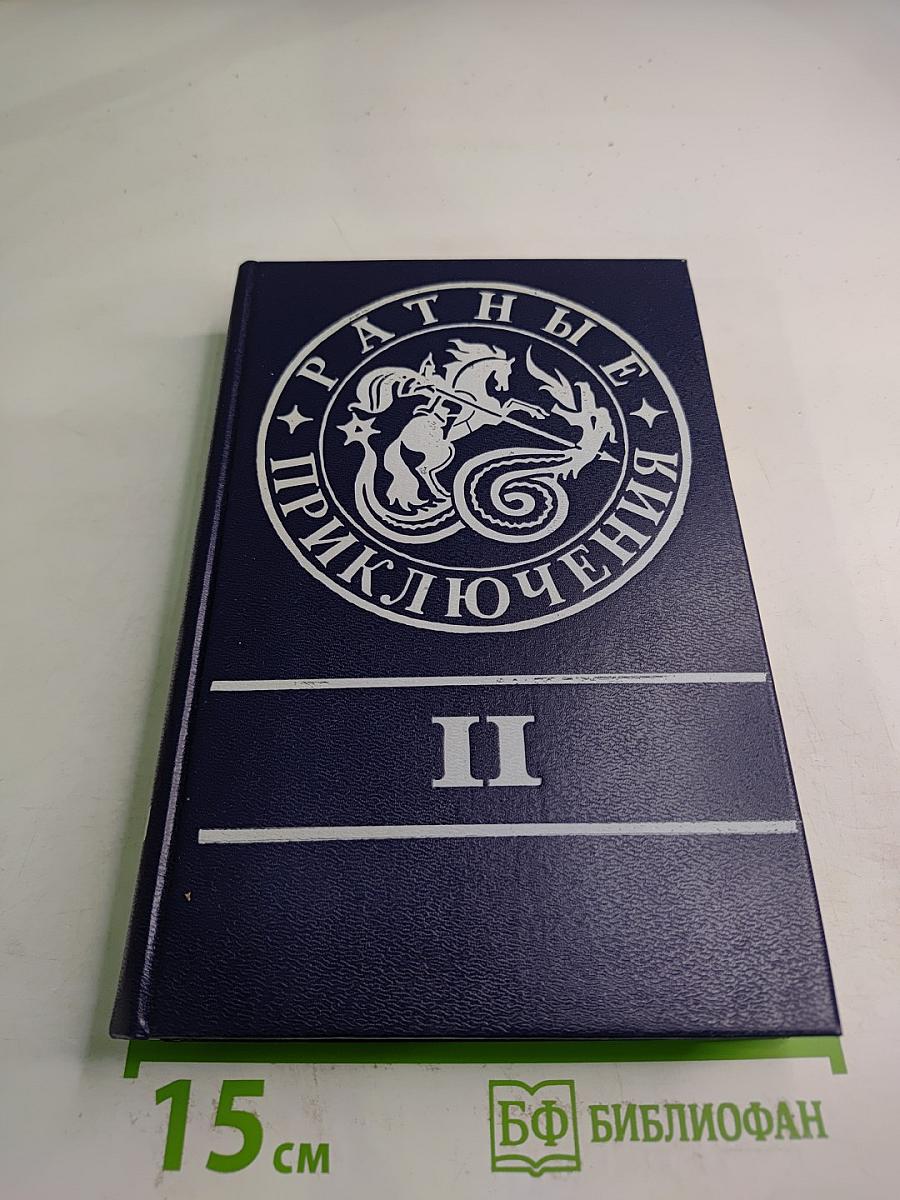 РАТНЫЕ
ПРИКЛЮЧЕНИЯ
II
15 см
БФ БИБЛИОФАН